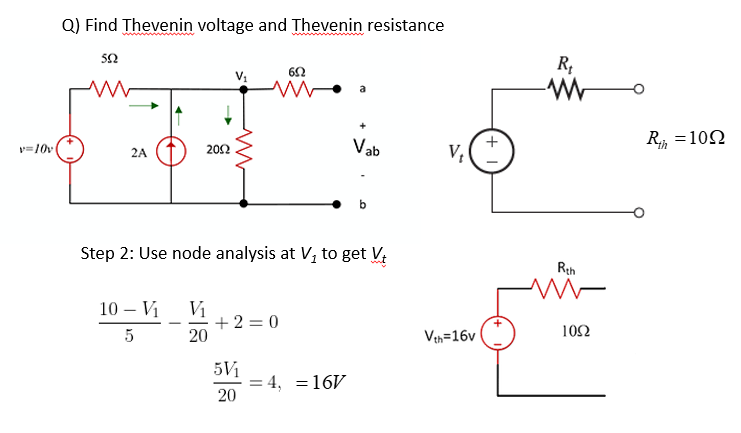 Q) Find Thevenin voltage and Thevenin resistance
5Ω
V₁
6Ω
a
v=10v
+
2A
20Ω
+
Vab
-
b
Rₜ
Vₜ
+
Rₜₕ =10Ω
Step 2: Use node analysis at V₁ to get Vₜ
(10 − V₁)/5 − V₁/20 + 2 = 0
5V₁/20 = 4, =16V
Rth
Vth=16v
+
10Ω